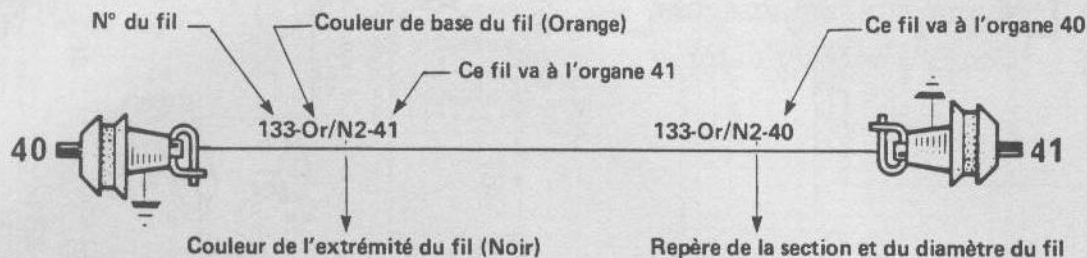 N° du fil
Couleur de base du fil (Orange)
Ce fil va à l'organe 40
Ce fil va à l'organe 41
133-Or/N2-41
133-Or/N2-40
40
41
Couleur de l'extrémité du fil (Noir)
Repère de la section et du diamètre du fil